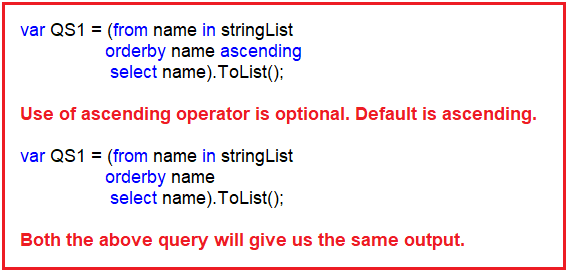 var QS1 = (from name in stringList
orderby name ascending
select name).ToList();
Use of ascending operator is optional. Default is ascending.
var QS1 = (from name in stringList
orderby name
select name).ToList();
Both the above query will give us the same output.